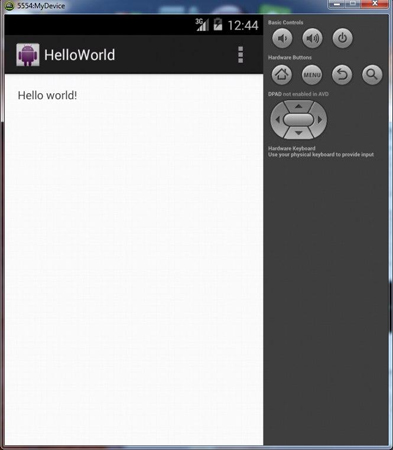 5554:MyDevice
3G 12:44
HelloWorld
Hello world!
Basic Controls
Hardware Buttons
MENU
DPAD not enabled in AVD
Hardware Keyboard
Use your physical keyboard to provide input